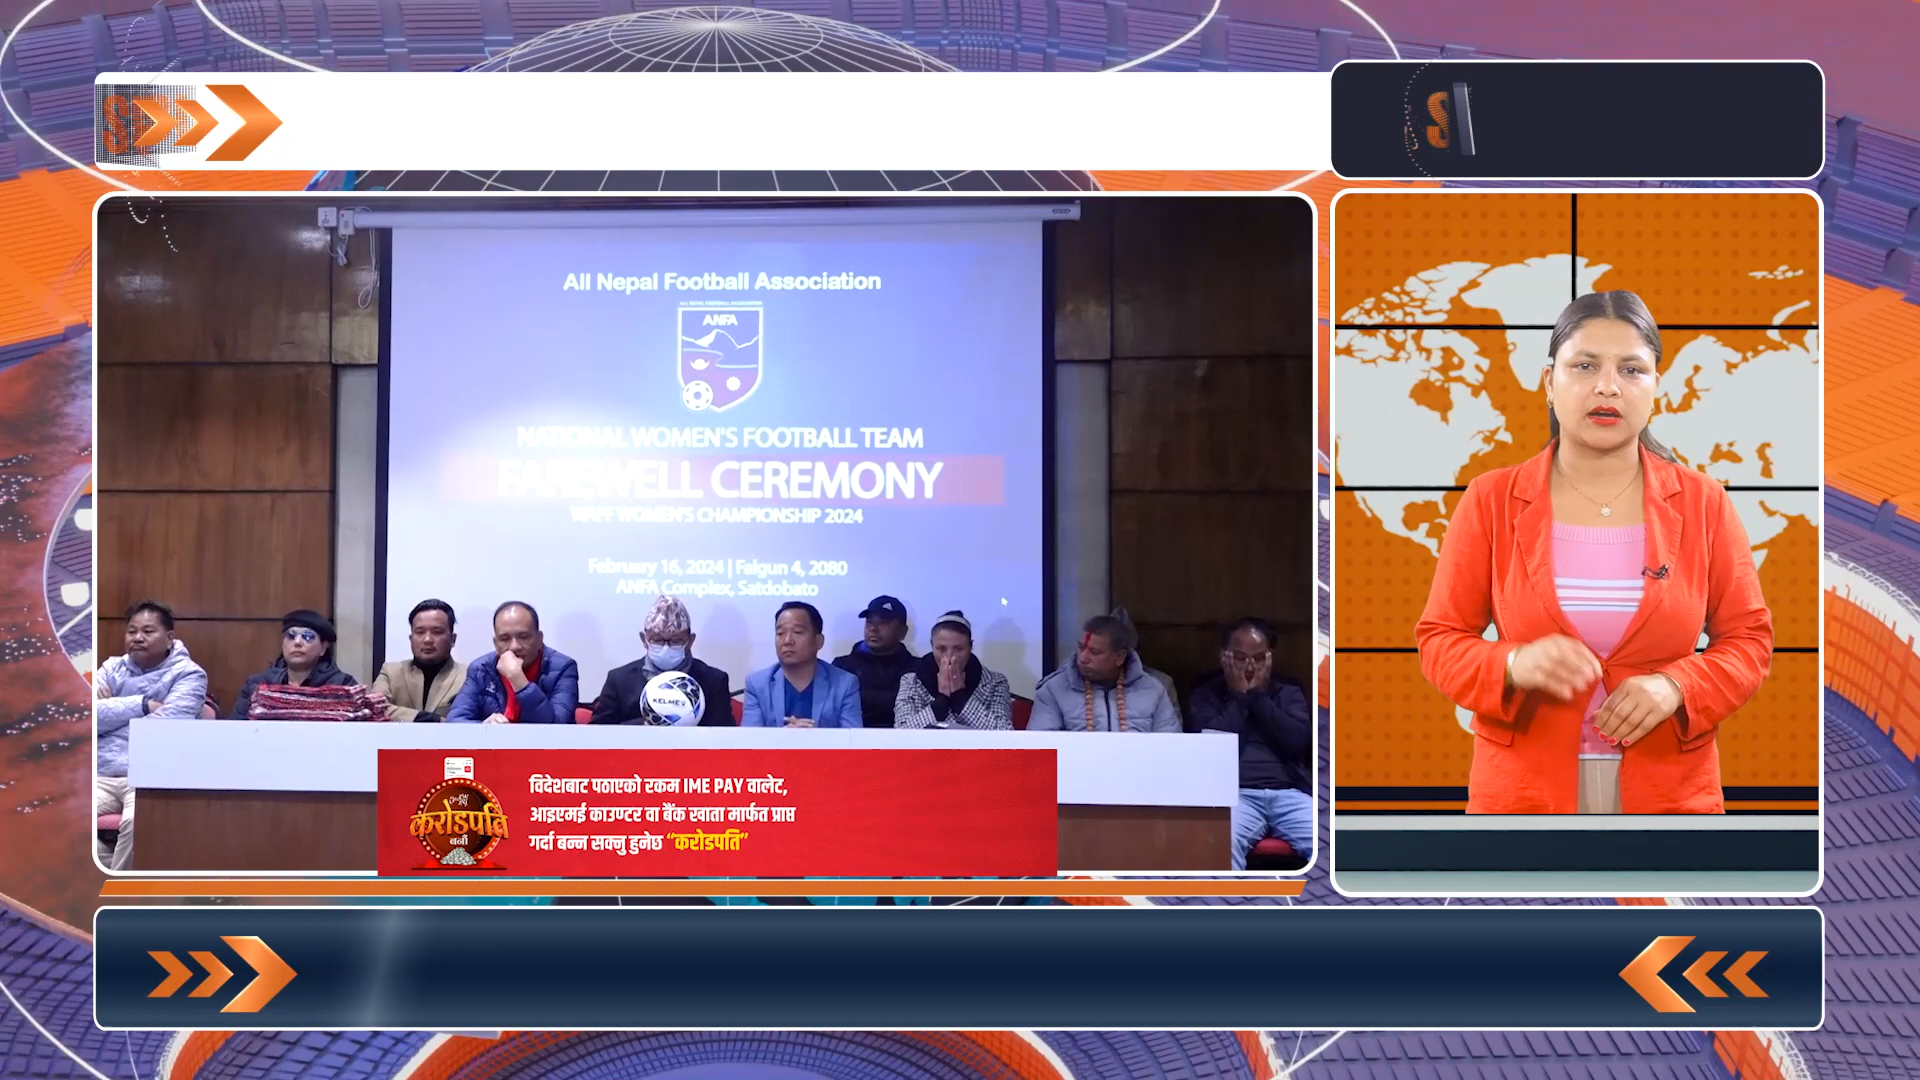 All Nepal Football Association
ANFA
NATIONAL WOMEN'S FOOTBALL TEAM
FAREWELL CEREMONY
WAFF WOMEN'S CHAMPIONSHIP 2024
February 16, 2024 | Falgun 4, 2080
ANFA Complex, Satdobato
KELME
विदेशबाट पठाएको रकम IME PAY वालेट,
आइएमई काउण्टर वा बैंक खाता मार्फत प्राप्त
गर्दा बन्न सक्नु हुनेछ “करोडपति”
करोडपति
बनौं